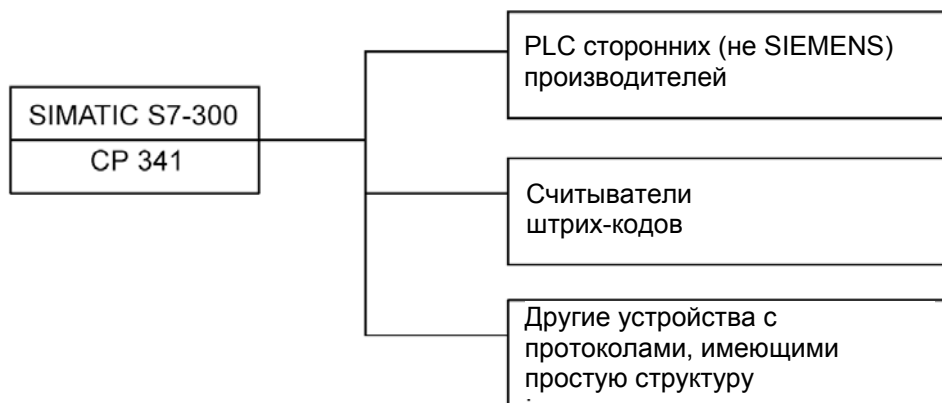 SIMATIC S7-300
CP 341
PLC сторонних (не SIEMENS)
производителей
Считыватели
штрих-кодов
Другие устройства с
протоколами, имеющими
простую структуру